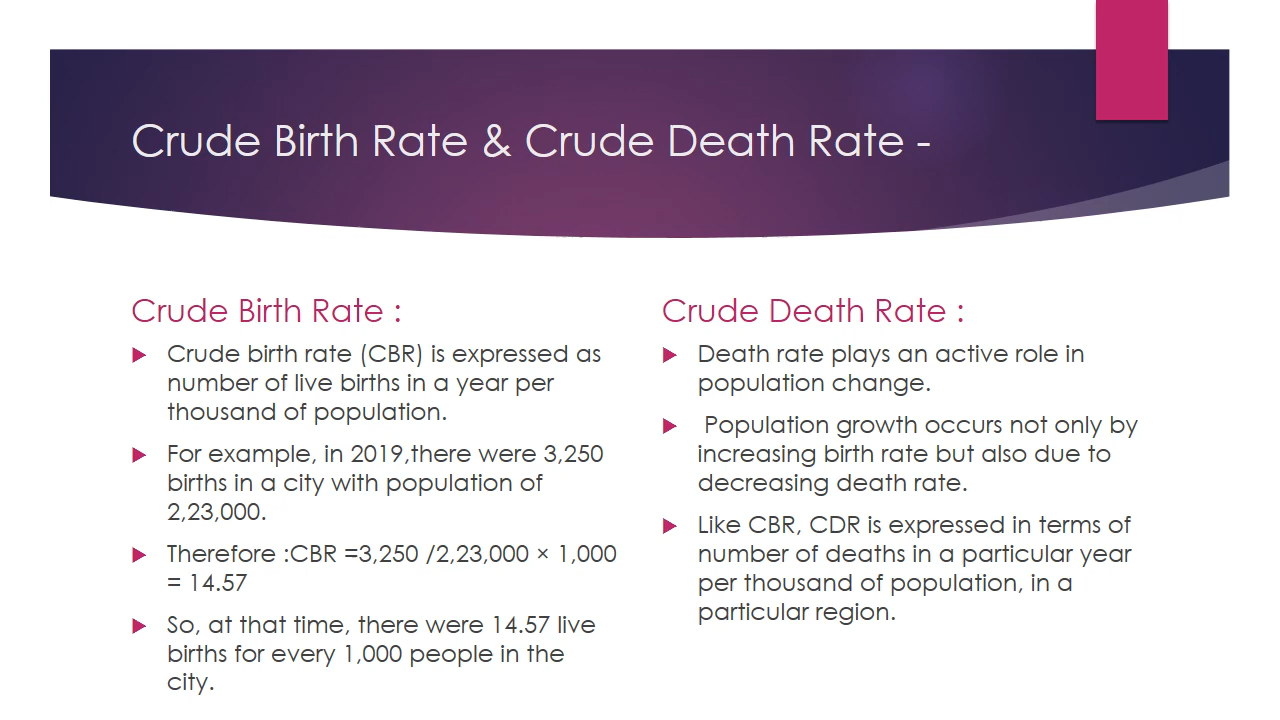 Crude Birth Rate & Crude Death Rate -
Crude Birth Rate :
Crude birth rate (CBR) is expressed as
number of live births in a year per
thousand of population.
For example, in 2019,there were 3,250
births in a city with population of
2,23,000.
Therefore :CBR =3,250 /2,23,000 × 1,000
= 14.57
So, at that time, there were 14.57 live
births for every 1,000 people in the
city.
Crude Death Rate :
Death rate plays an active role in
population change.
Population growth occurs not only by
increasing birth rate but also due to
decreasing death rate.
Like CBR, CDR is expressed in terms of
number of deaths in a particular year
per thousand of population, in a
particular region.